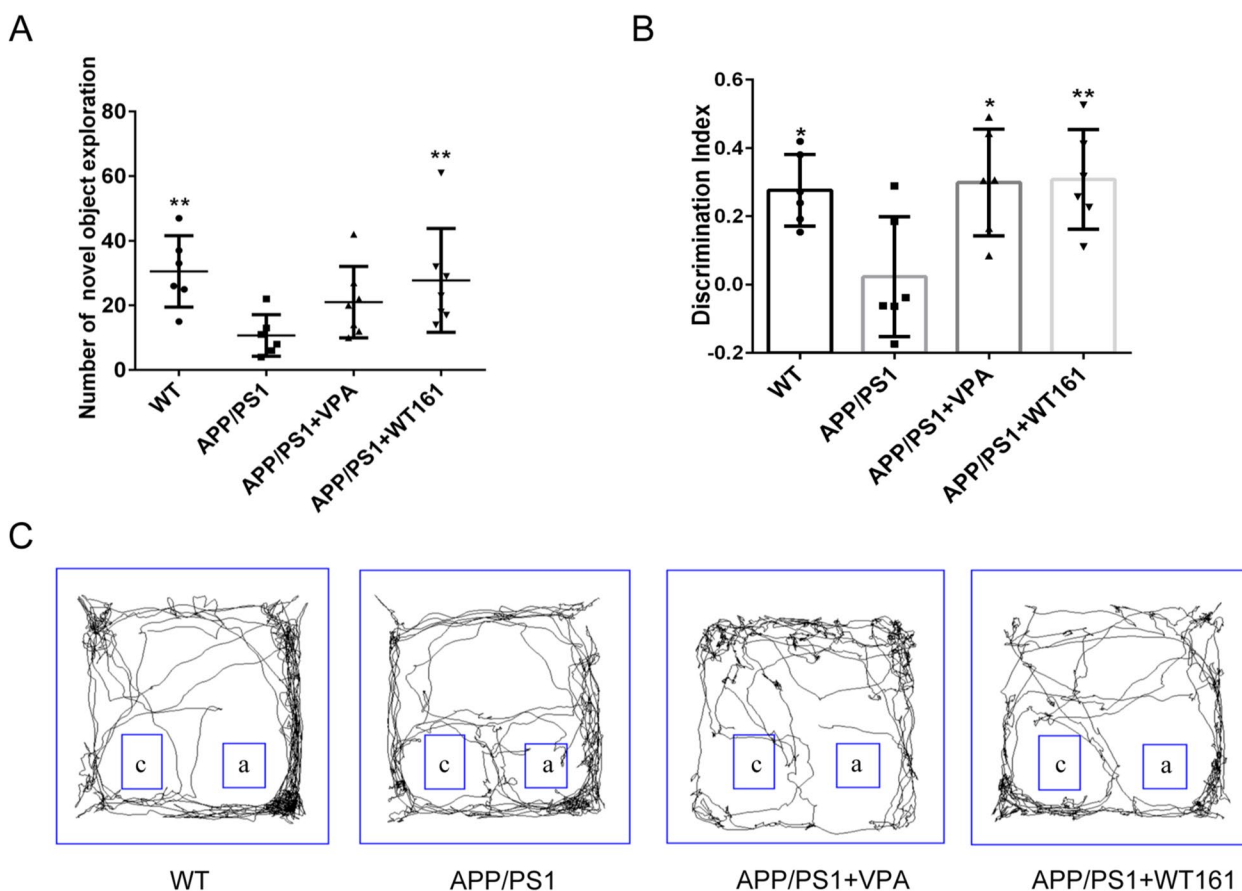 A
Number of novel object exploration
80
60
40
20
0
**
**
WT
APP/PS1
APP/PS1+VPA
APP/PS1+WT161
B
Discrimination Index
0.6
0.4
0.2
0.0
-0.2
*
*
**
WT
APP/PS1
APP/PS1+VPA
APP/PS1+WT161
C
c a
c a
c a
c a
WT
APP/PS1
APP/PS1+VPA
APP/PS1+WT161